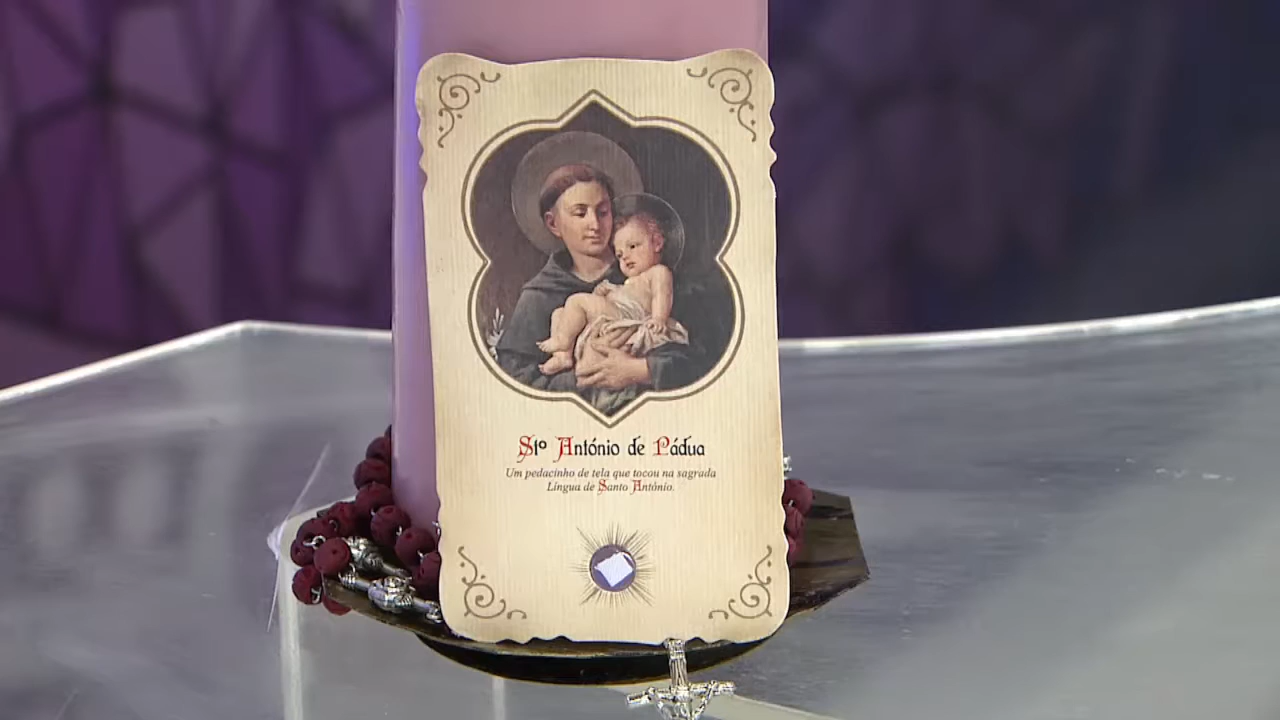 Stº António de Pádua
Um pedacinho de tela que tocou na sagrada
Língua de Santo António.